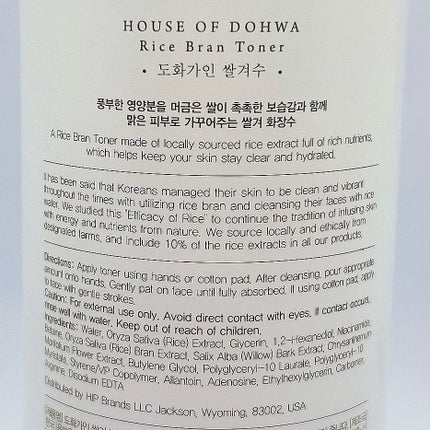 HOUSE OF DOHWA
Rice Bran Toner
· 도화가인 쌀겨수 ·
풍부한 영양분을 머금은 쌀이 촉촉한 보습감과 함께
맑은 피부로 가꾸어주는 쌀겨 화장수
A Rice Bran Toner made of locally sourced rice extract full of rich nutrients,
which helps keep your skin stay clear and hydrated.
It has been said that Koreans managed their skin to be clean and vibrant
throughout the times with utilizing rice bran and cleansing their faces with rice
water. We studied this "Efficacy of Rice" to continue the tradition of infusing skin
with energy and nutrients from nature. We source locally and ethically from
designated farms, and include 10% of the rice extracts in all our products.
Directions: Apply toner using hands or cotton pad. After cleansing, pour appropriate
amount onto hands. Gently pat on face until fully absorbed. If using cotton pad, apply
to face with gentle strokes.
Caution: For external use only. Avoid direct contact with eyes. If contact occurs,
rinse well with water. Keep out of reach of children.
Ingredients: Water, Oryza Sativa (Rice) Extract, Glycerin, 1,2-Hexanediol, Niacinamide,
Betaine, Oryza Sativa (Rice) Bran Extract, Salix Alba (Willow) Bark Extract, Chrysanthemum
Flower Extract, Butylene Glycol, Polyglyceryl-10 Laurate, Polyglyceryl-10
Myristate, Styrene/VP Copolymer, Allantoin, Adenosine, Ethylhexylglycerin, Carbomer,
Arginine, Disodium EDTA
Distributed by HIP Brands LLC Jackson, Wyoming, 83002, USA
도화가인